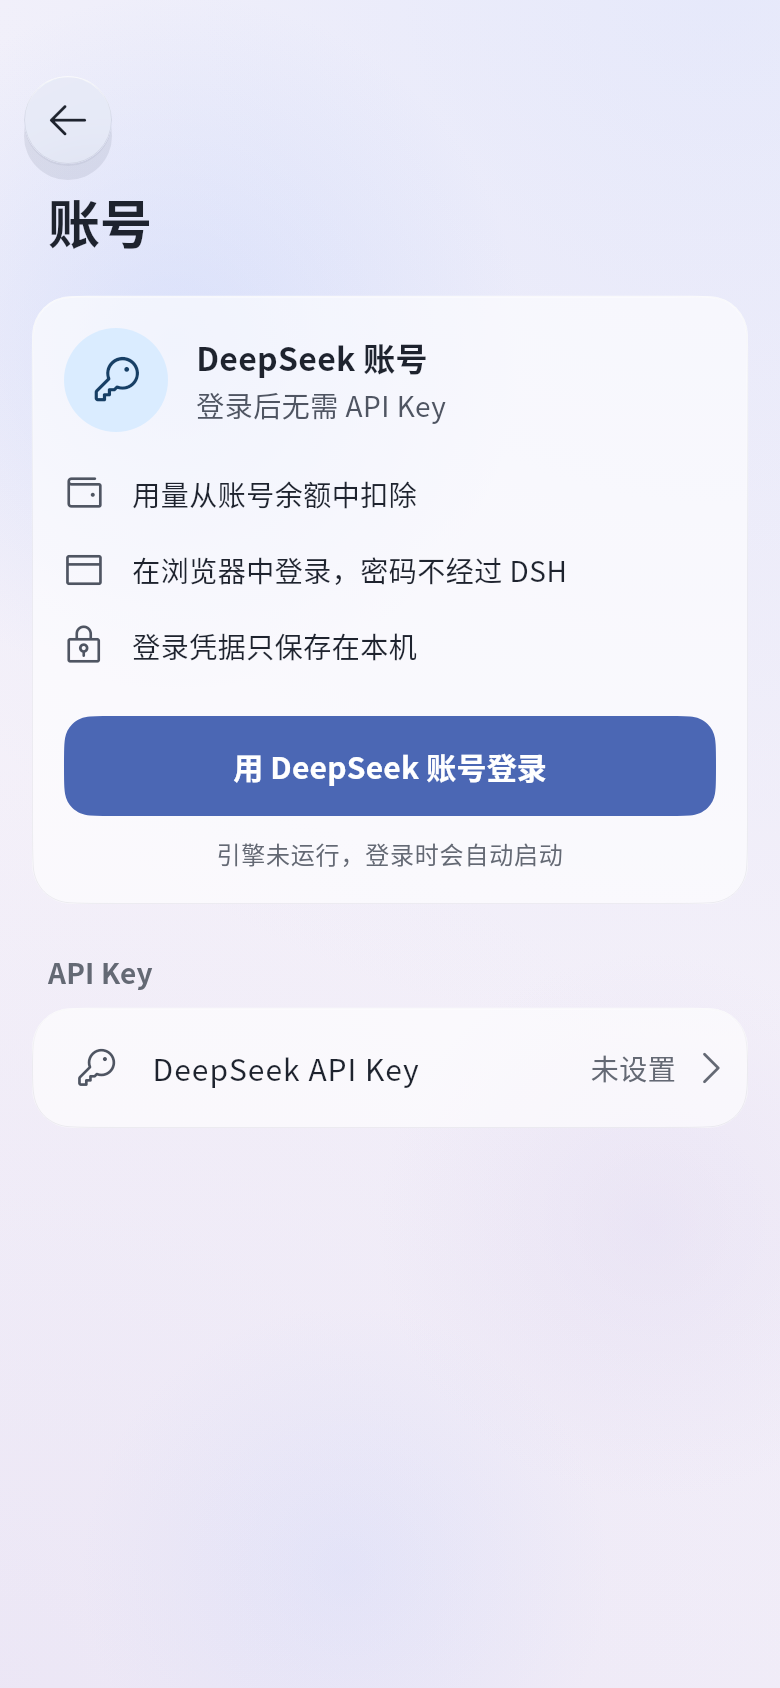 账号
DeepSeek 账号
登录后无需 API Key
用量从账号余额中扣除
在浏览器中登录，密码不经过 DSH
登录凭据只保存在本机
用 DeepSeek 账号登录
引擎未运行，登录时会自动启动
API Key
DeepSeek API Key 未设置